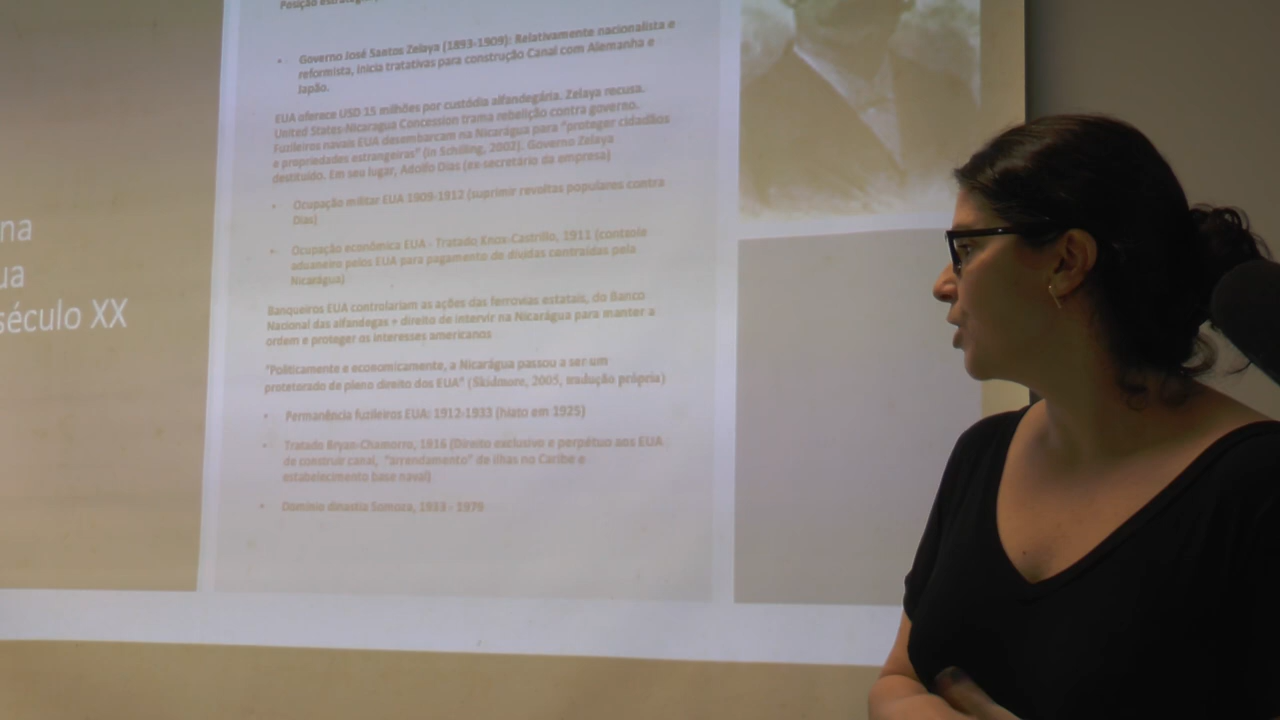 Posição
Governo José Santos Zelaya (1893-1909): Relativamente nacionalista e
reformista, inicia tratativas para construção Canal com Alemanha e
Japão.
EUA oferece USD 15 milhões por custódia alfandegária. Zelaya recusa.
United States-Nicaragua Concession trama rebelição contra governo.
Fuzileiros navais EUA desembarcam na Nicarágua para "proteger cidadãos
e propriedades estrangeiras" (in Schilling, 2002). Governo Zelaya
destituído. Em seu lugar, Adolfo Dias (ex-secretário da empresa)
Ocupação militar EUA 1909-1912 (suprimir revoltas populares contra
Dias)
Ocupação econômica EUA - Tratado Knox-Castrillo, 1911 (controle
aduaneiro pelos EUA para pagamento de dívidas contraídas pela
Nicarágua)
Banqueiros EUA controlariam as ações das ferrovias estatais, do Banco
Nacional das alfandegas + direito de intervir na Nicarágua para manter a
ordem e proteger os interesses americanos
"Politicamente e economicamente, a Nicarágua passou a ser um
protetorado de pleno direito dos EUA" (Skidmore, 2005, tradução própria)
Permanência fuzileiros EUA: 1912-1933 (hiato em 1925)
Tratado Bryan-Chamorro, 1916 (Direito exclusivo e perpétuo aos EUA
de construir canal, "arrendamento" de ilhas no Caribe e
estabelecimento base naval)
Domínio dinastia Somoza, 1933 - 1979
na
ua
século XX